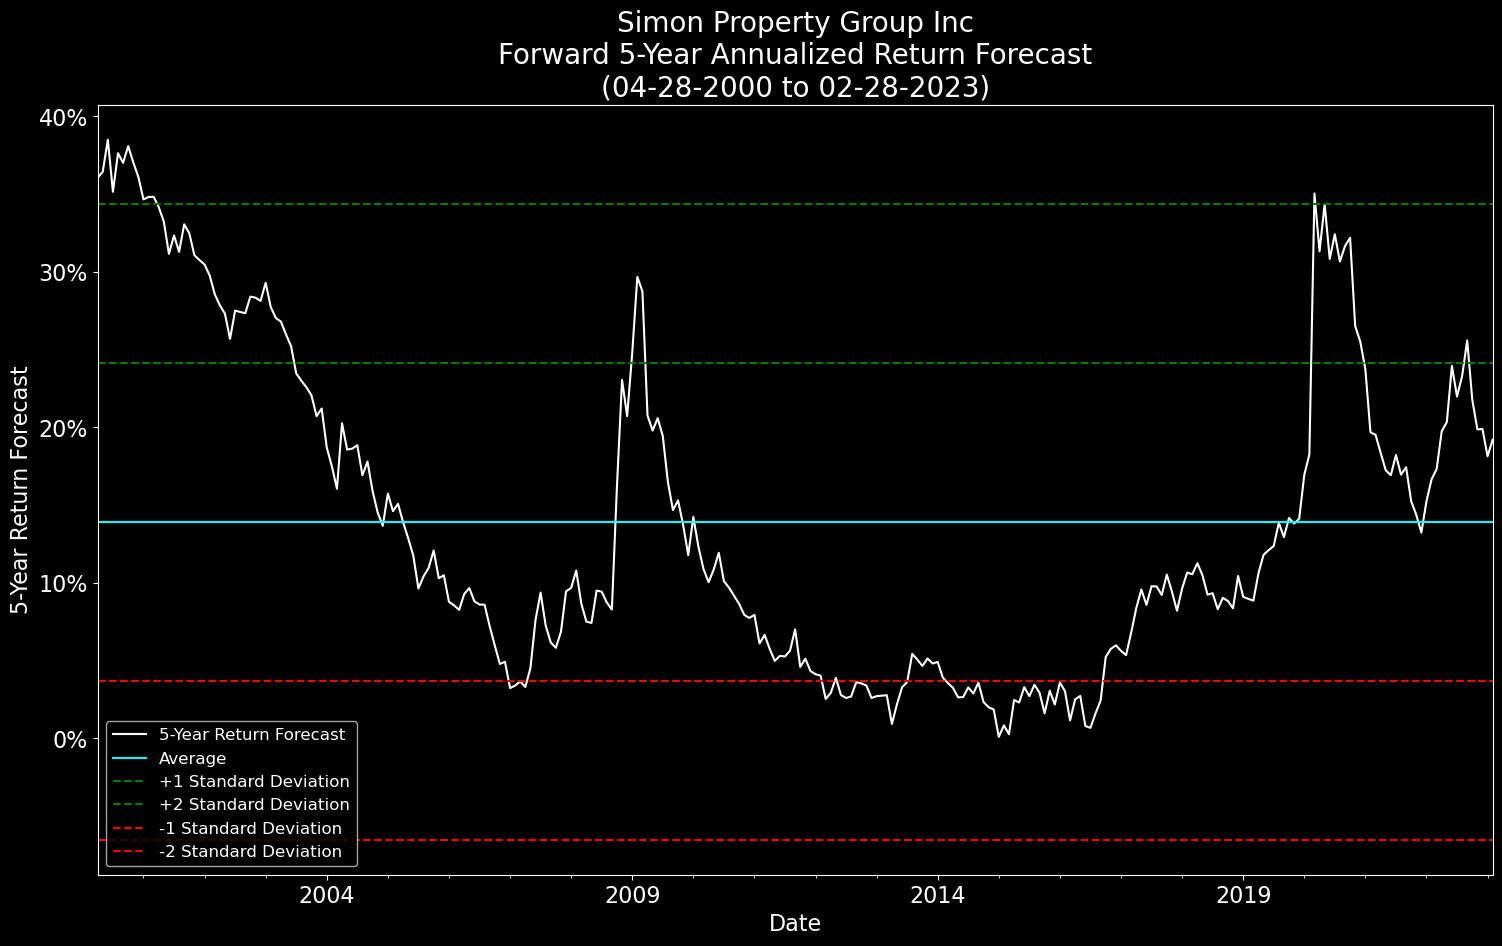 Simon Property Group Inc
Forward 5-Year Annualized Return Forecast
(04-28-2000 to 02-28-2023)
40%
30%
20%
10%
0%
5-Year Return Forecast
5-Year Return Forecast
Average
+1 Standard Deviation
+2 Standard Deviation
-1 Standard Deviation
-2 Standard Deviation
2004
2009
2014
2019
Date